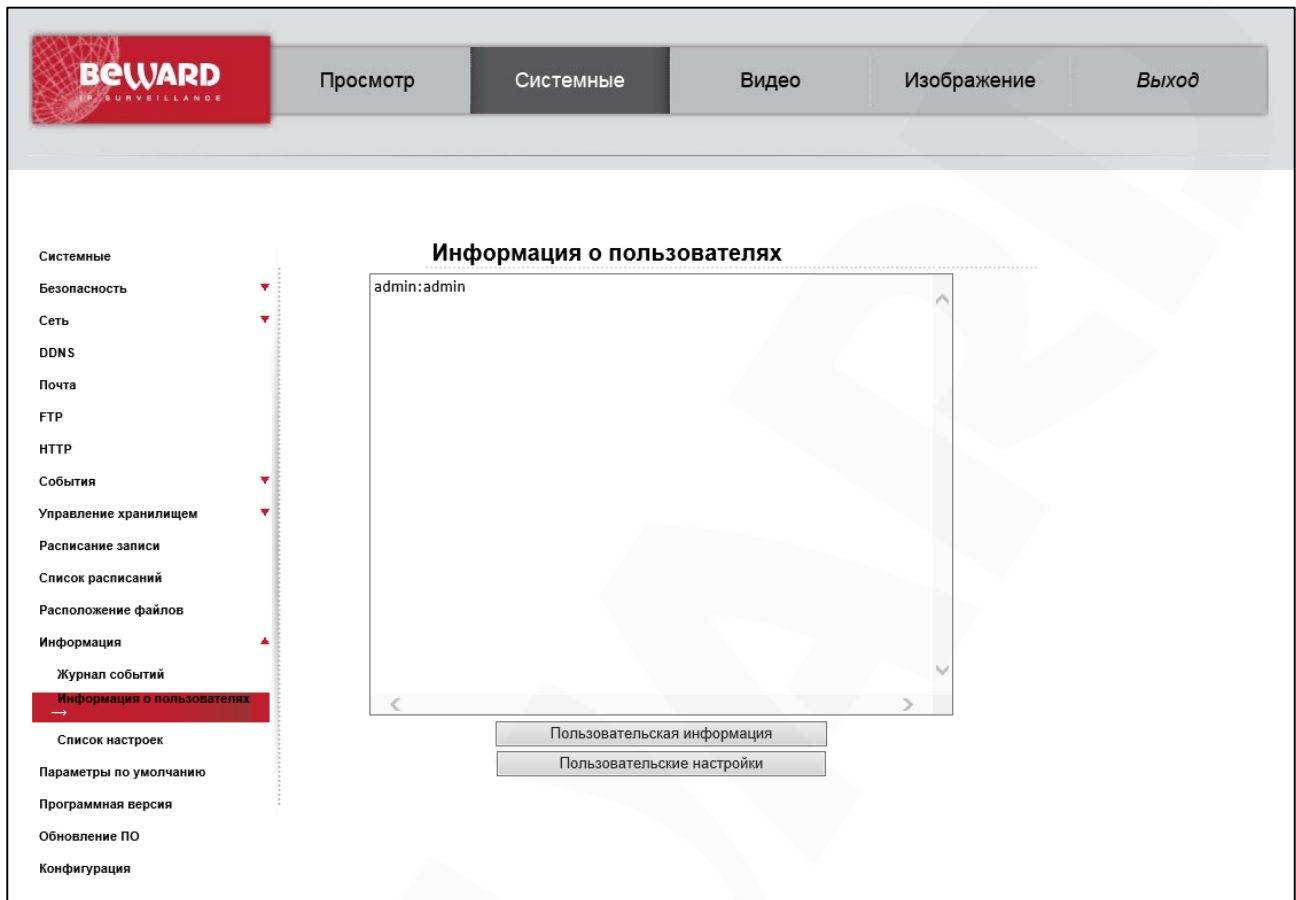 BEWARD
IP SURVEILLANCE
Просмотр
Системные
Видео
Изображение
Выход
Системные
Безопасность
Сеть
DDNS
Почта
FTP
HTTP
События
Управление хранилищем
Расписание записи
Список расписаний
Расположение файлов
Информация
Журнал событий
Информация о пользователях
→
Список настроек
Параметры по умолчанию
Программная версия
Обновление ПО
Конфигурация
Информация о пользователях
admin:admin
Пользовательская информация
Пользовательские настройки